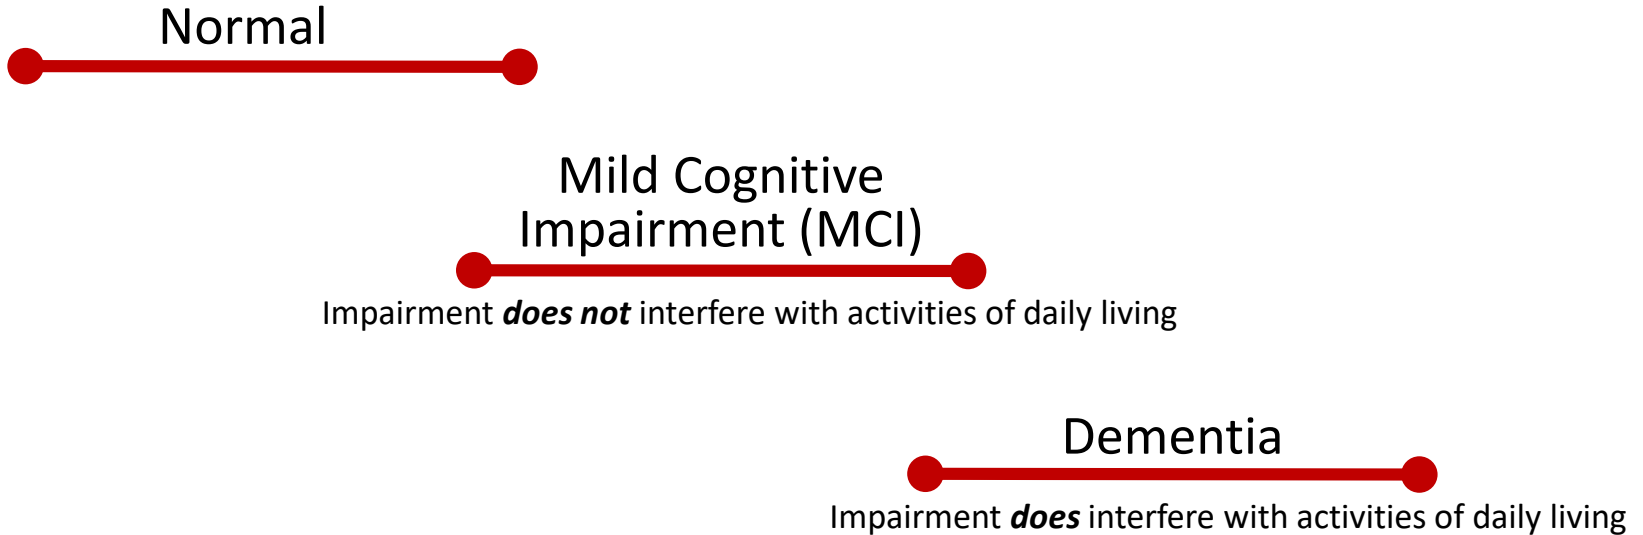 Normal
Mild Cognitive
Impairment (MCI)
Impairment does not interfere with activities of daily living
Dementia
Impairment does interfere with activities of daily living